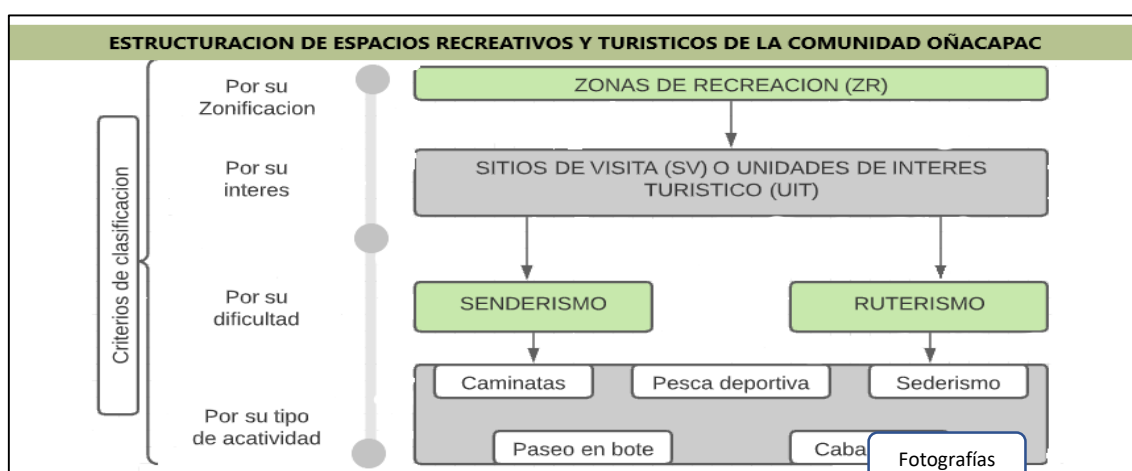 ESTRUCTURACION DE ESPACIOS RECREATIVOS Y TURISTICOS DE LA COMUNIDAD OÑACAPAC
Criterios de clasificacion
Por su
Zonificacion
ZONAS DE RECREACION (ZR)
Por su
interes
SITIOS DE VISITA (SV) O UNIDADES DE INTERES
TURISTICO (UIT)
Por su
dificultad
SENDERISMO
RUTERISMO
Por su tipo
de acatividad
Caminatas
Pesca deportiva
Sederismo
Paseo en bote
Fotografías